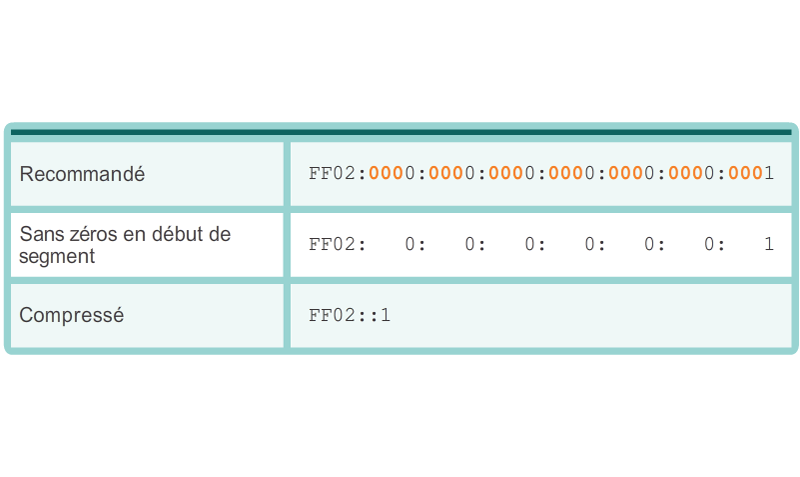 Recommandé FF02:0000:0000:0000:0000:0000:0000:0001
Sans zéros en début de
segment FF02: 0: 0: 0: 0: 0: 0: 1
Compressé FF02::1